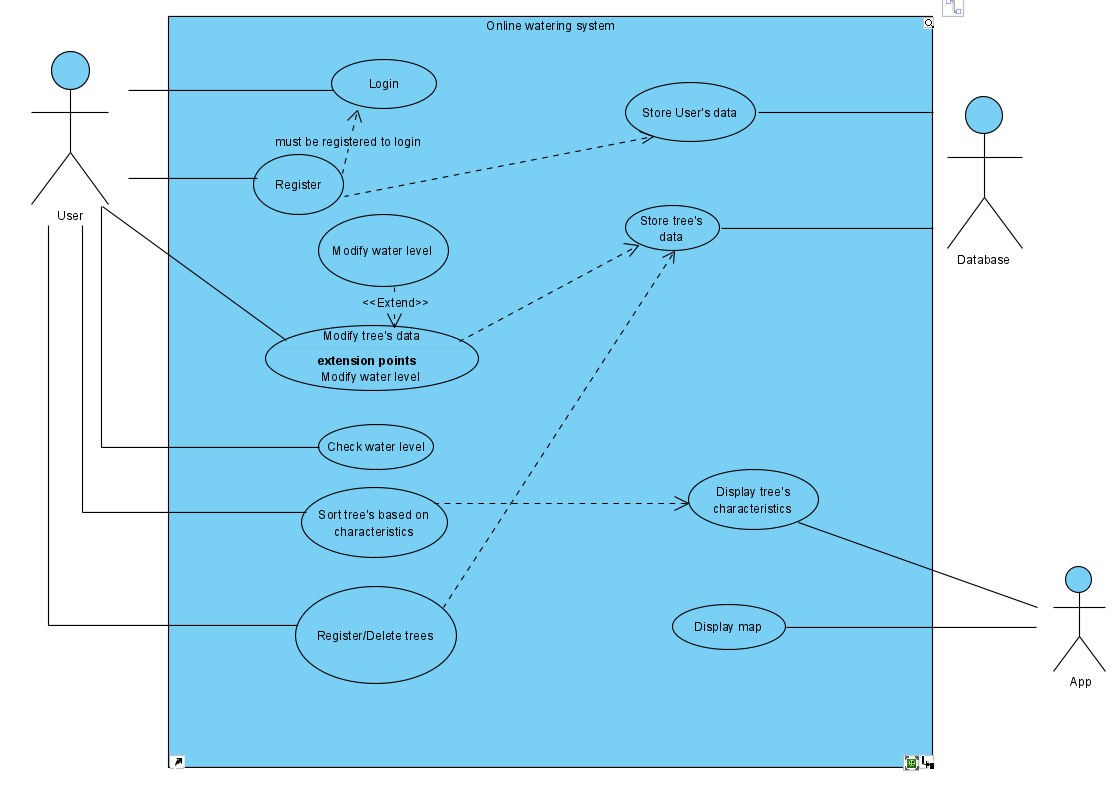 Online watering system
Login
Store User's data
must be registered to login
Register
User
Store tree's
data
Modify water level
Database
<<Extend>>
Modify tree's data
extension points
Modify water level
Check water level
Display tree's
characteristics
Sort tree's based on
characteristics
Register/Delete trees
Display map
App